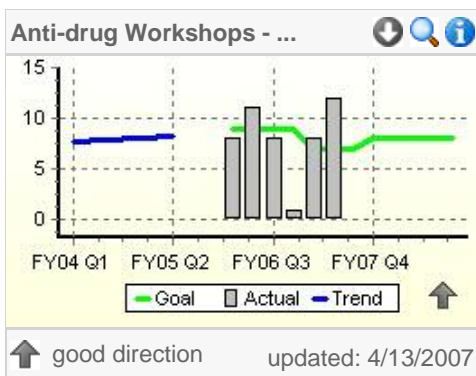 Anti-drug Workshops - ...
15
10
5
0
FY04 Q1 FY05 Q2 FY06 Q3 FY07 Q4
Goal Actual Trend
good direction updated: 4/13/2007